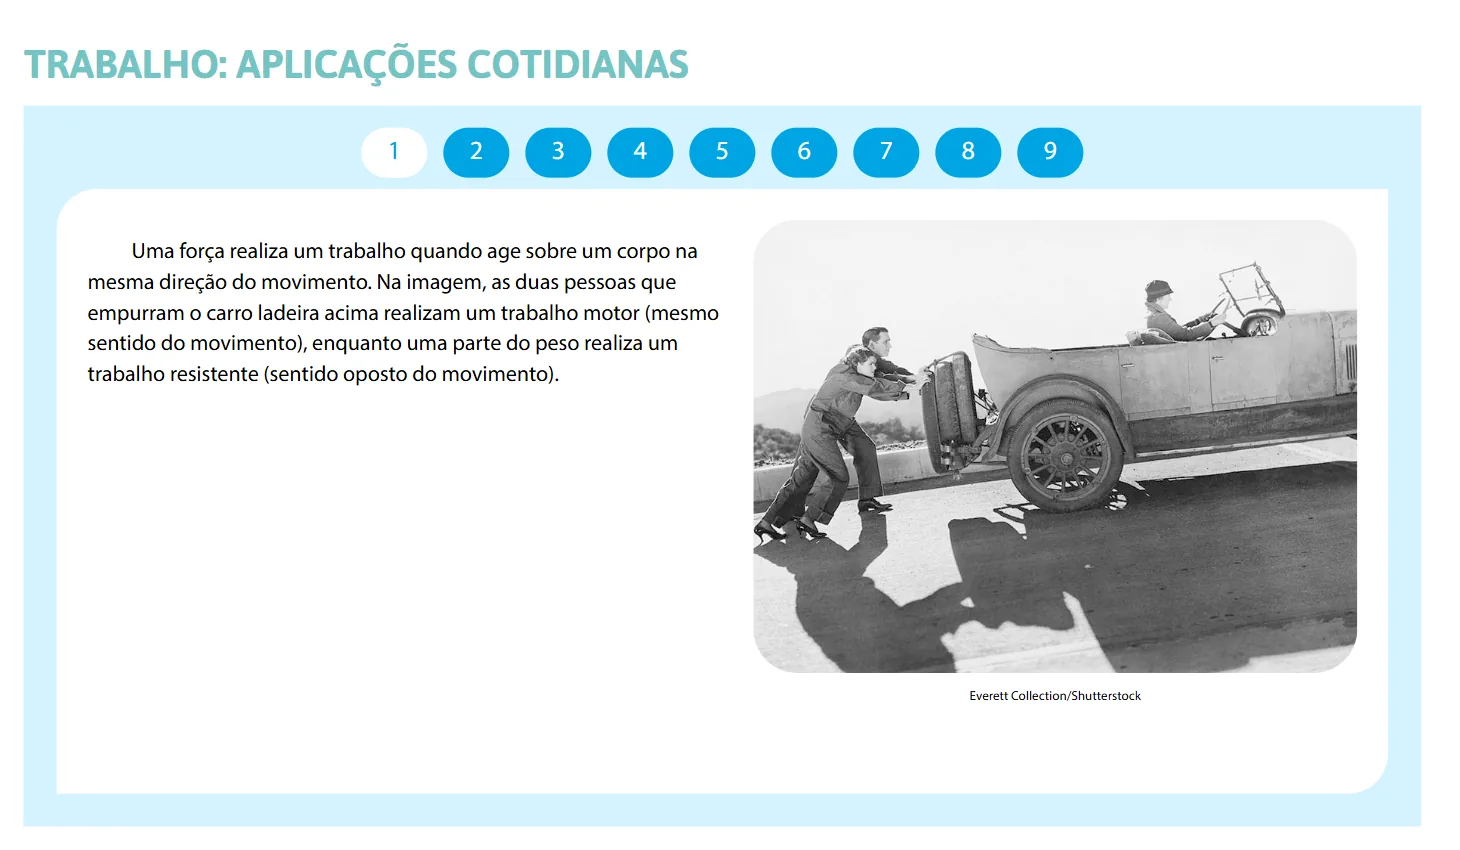 TRABALHO: APLICAÇÕES COTIDIANAS
1 2 3 4 5 6 7 8 9
Uma força realiza um trabalho quando age sobre um corpo na
mesma direção do movimento. Na imagem, as duas pessoas que
empurram o carro ladeira acima realizam um trabalho motor (mesmo
sentido do movimento), enquanto uma parte do peso realiza um
trabalho resistente (sentido oposto do movimento).
Everett Collection/Shutterstock